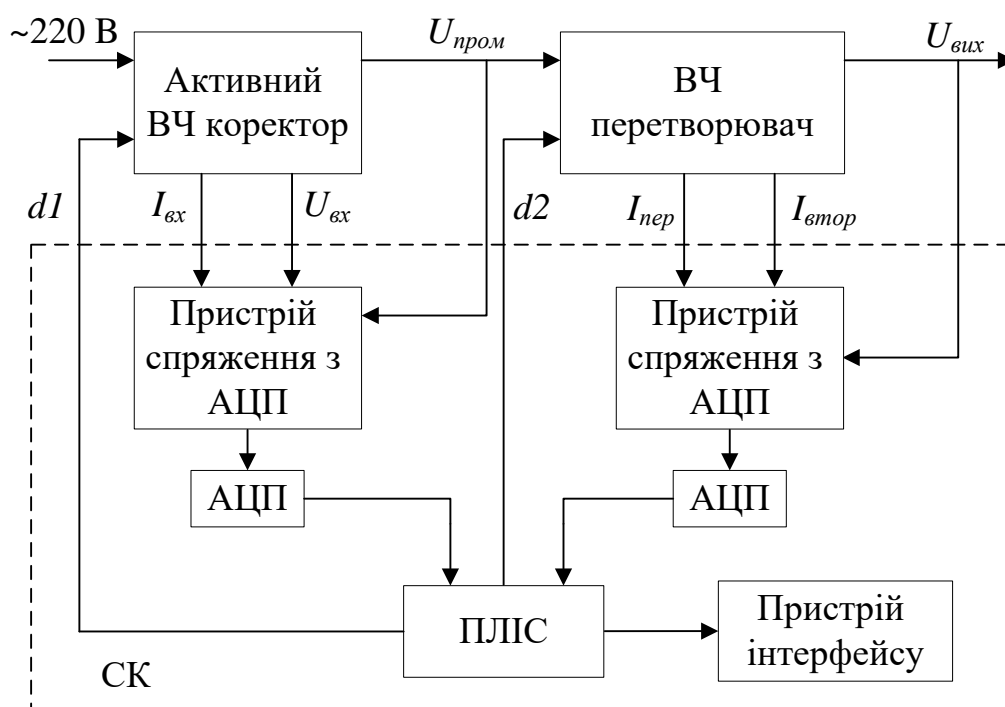 ~220 В
Uпром
Uвих
Активний
ВЧ коректор
ВЧ
перетворювач
d1
Iвх
Uвх
d2
Iпер
Iвтор
Пристрій
спряження з
АЦП
Пристрій
спряження з
АЦП
АЦП
АЦП
ПЛІС
Пристрій
інтерфейсу
СК